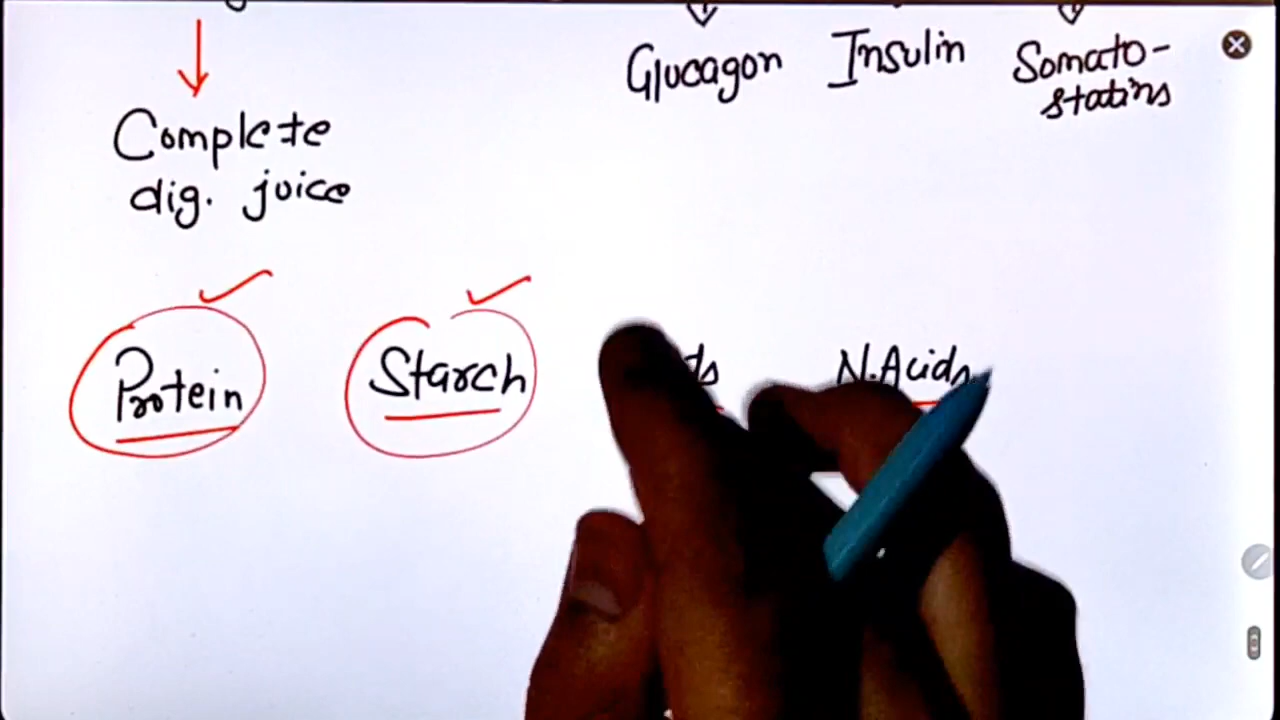 Glucagon Insulin Somato-
statins
Complete
dig. juice
Protein Starch N.Acids